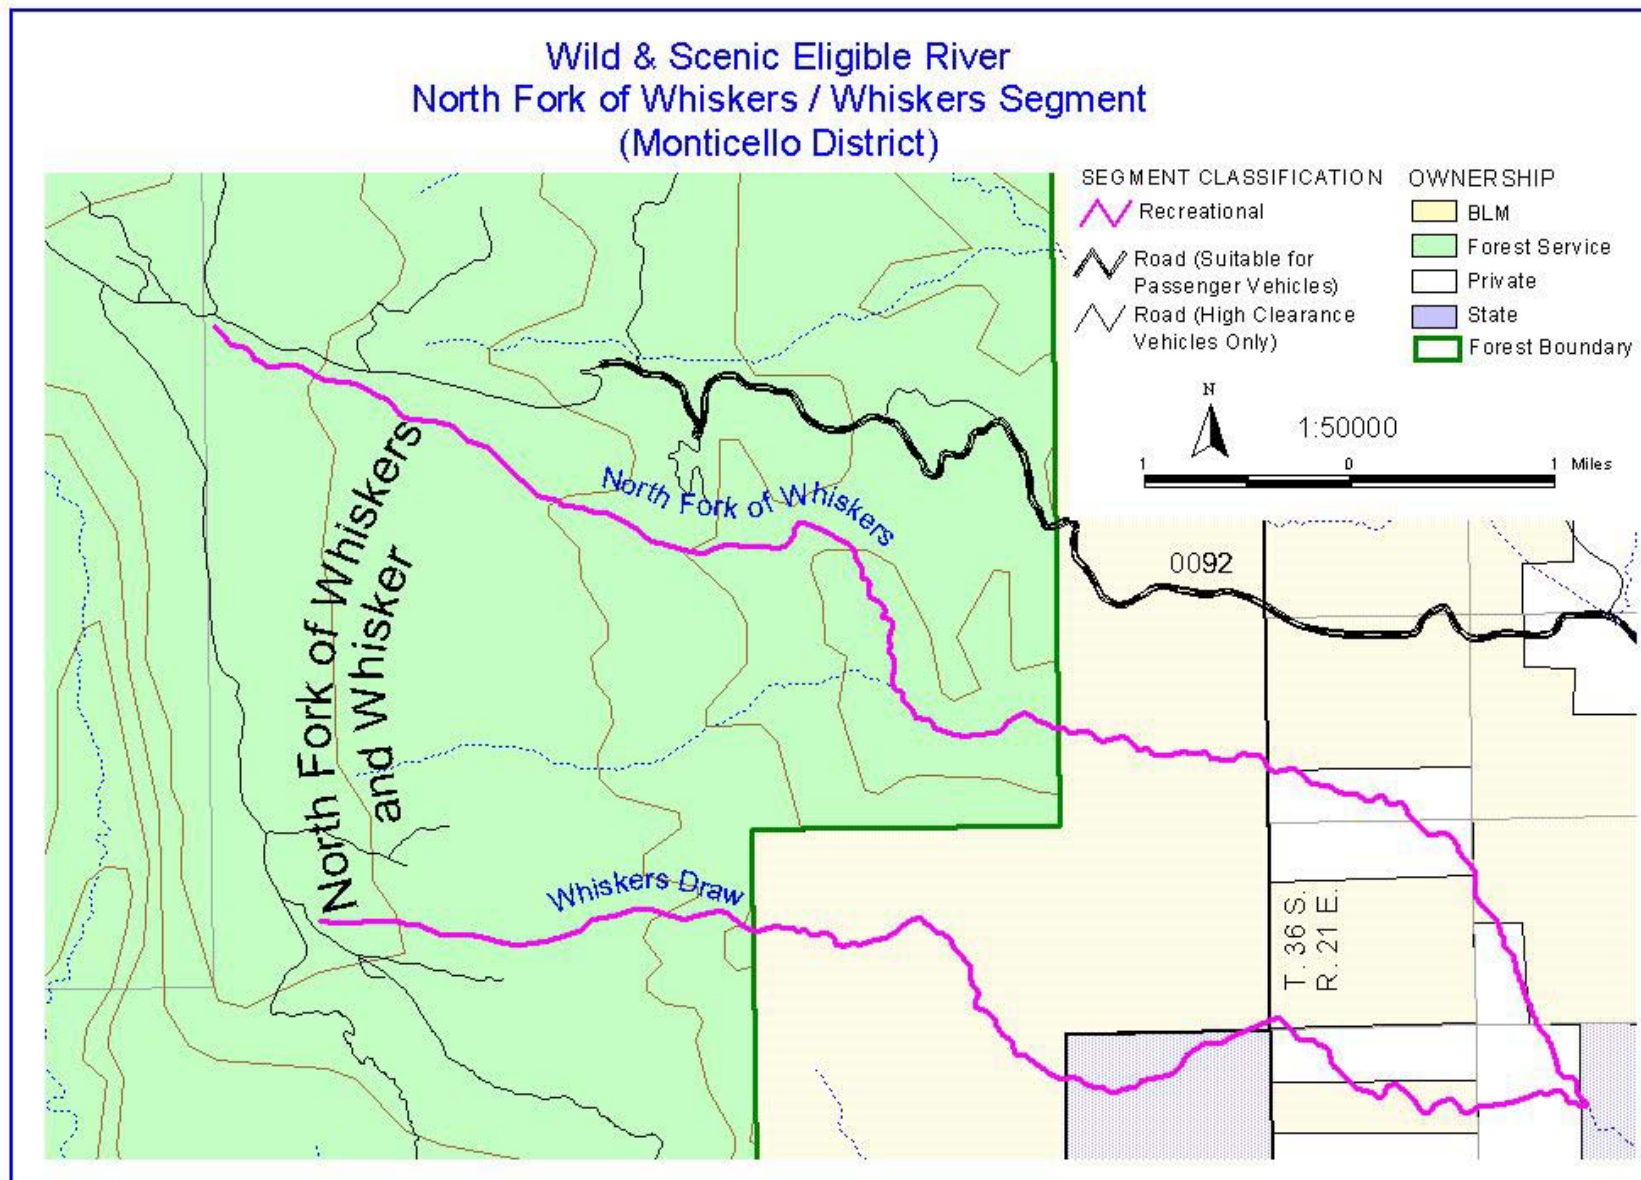 Wild & Scenic Eligible River
North Fork of Whiskers / Whiskers Segment
(Monticello District)
SEGMENT CLASSIFICATION
Recreational
Road (Suitable for
Passenger Vehicles)
Road (High Clearance
Vehicles Only)
OWNERSHIP
BLM
Forest Service
Private
State
Forest Boundary
N
1:50000
1 0 1 Miles
North Fork of Whiskers
0092
North Fork of Whiskers
and Whisker
Whiskers Draw
T. 36 S.
R. 21 E.